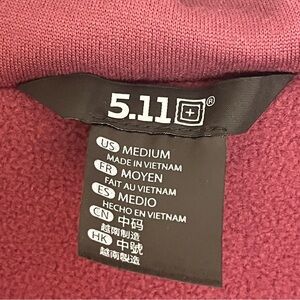 5.11®
US MEDIUM
MADE IN VIETNAM
FR MOYEN
FAIT AU VIETNAM
ES MEDIO
HECHO EN VIETNAM
CN 中码
越南制造
HK 中號
越南製造